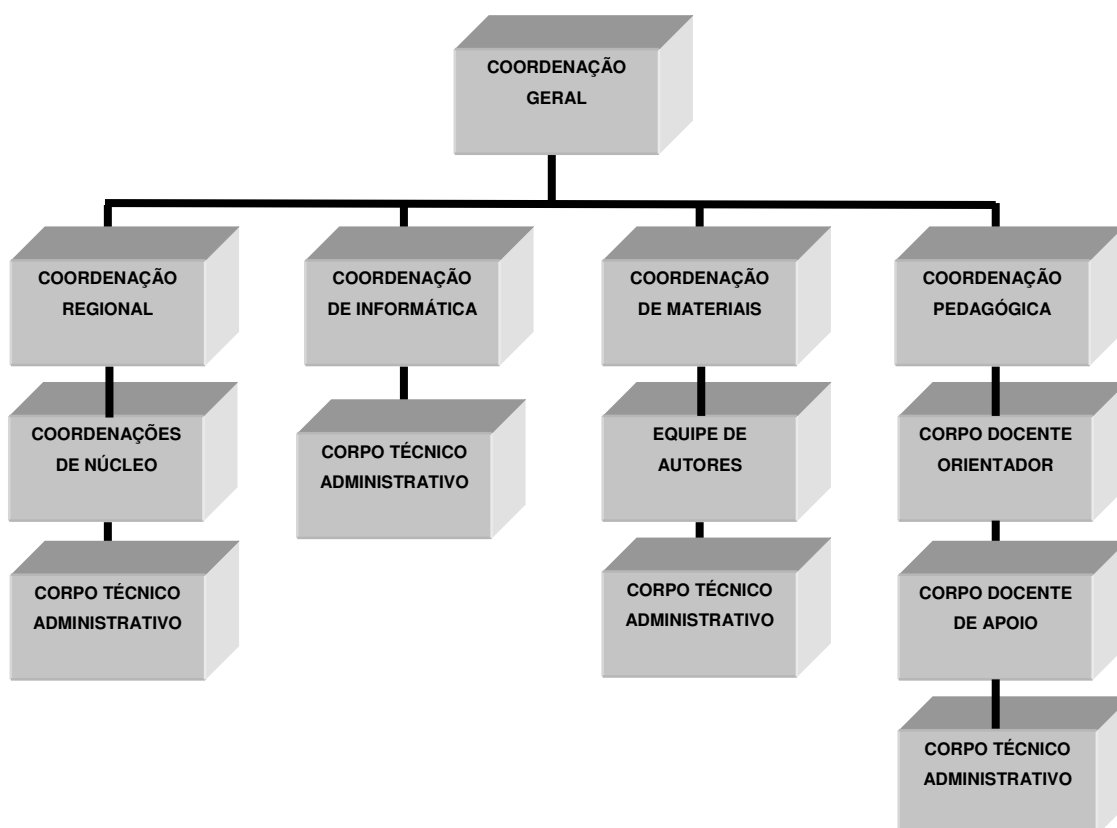 COORDENAÇÃO
GERAL
COORDENAÇÃO
REGIONAL
COORDENAÇÃO
DE INFORMÁTICA
COORDENAÇÃO
DE MATERIAIS
COORDENAÇÃO
PEDAGÓGICA
COORDENAÇÕES
DE NÚCLEO
CORPO TÉCNICO
ADMINISTRATIVO
EQUIPE DE
AUTORES
CORPO DOCENTE
ORIENTADOR
CORPO TÉCNICO
ADMINISTRATIVO
CORPO TÉCNICO
ADMINISTRATIVO
CORPO DOCENTE
DE APOIO
CORPO TÉCNICO
ADMINISTRATIVO